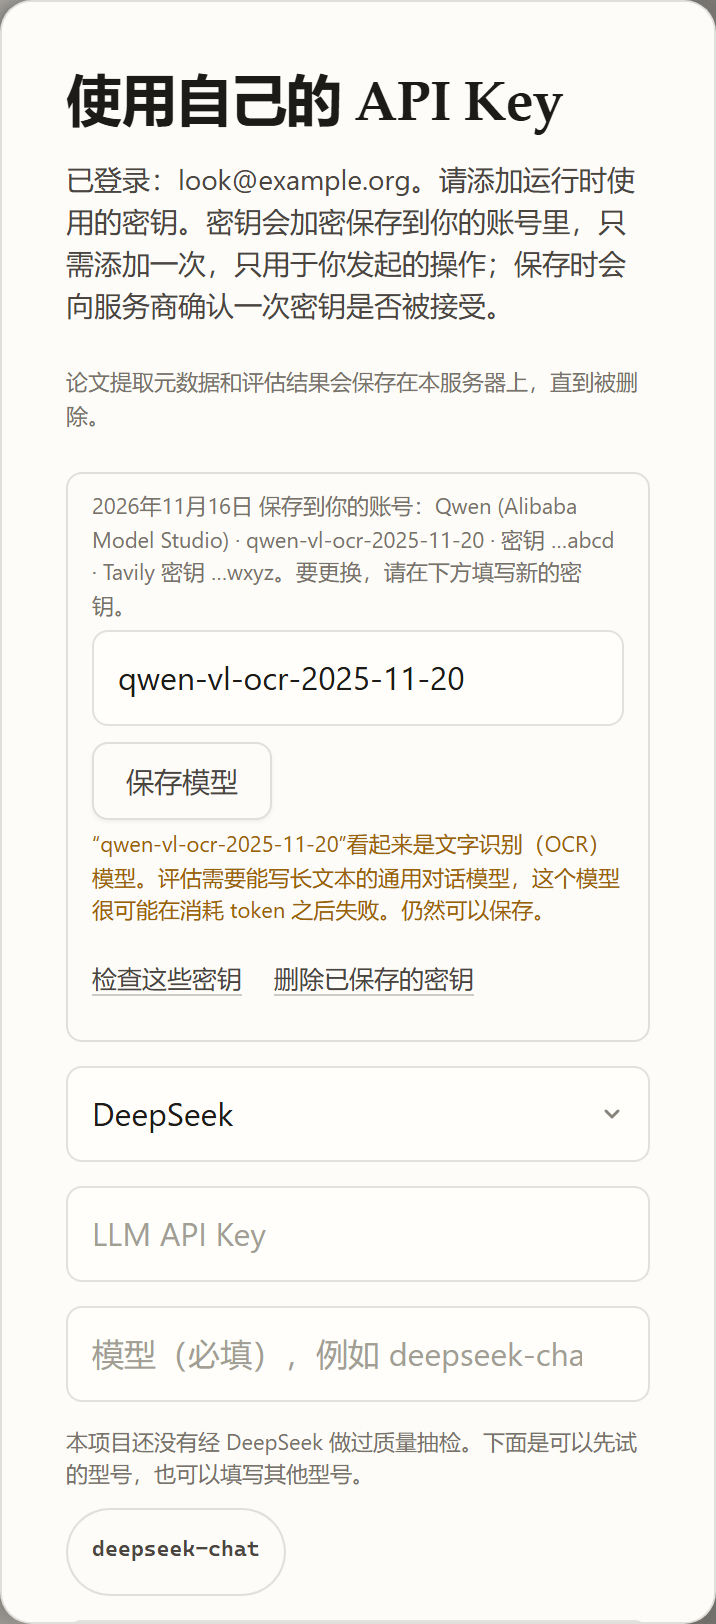 使用自己的 API Key
已登录：look@example.org。请添加运行时使
用的密钥。密钥会加密保存到你的账号里，只
需添加一次，只用于你发起的操作；保存时会
向服务商确认一次密钥是否被接受。
论文提取元数据和评估结果会保存在本服务器上，直到被删
除。
2026年11月16日 保存到你的账号：Qwen (Alibaba
Model Studio) · qwen-vl-ocr-2025-11-20 · 密钥 …abcd
· Tavily 密钥 …wxyz。要更换，请在下方填写新的密
钥。
qwen-vl-ocr-2025-11-20
保存模型
“qwen-vl-ocr-2025-11-20”看起来是文字识别（OCR）
模型。评估需要能写长文本的通用对话模型，这个模型
很可能在消耗 token 之后失败。仍然可以保存。
检查这些密钥 删除已保存的密钥
DeepSeek
LLM API Key
模型（必填），例如 deepseek-cha
本项目还没有经 DeepSeek 做过质量抽检。下面是可以先试
的型号，也可以填写其他型号。
deepseek-chat